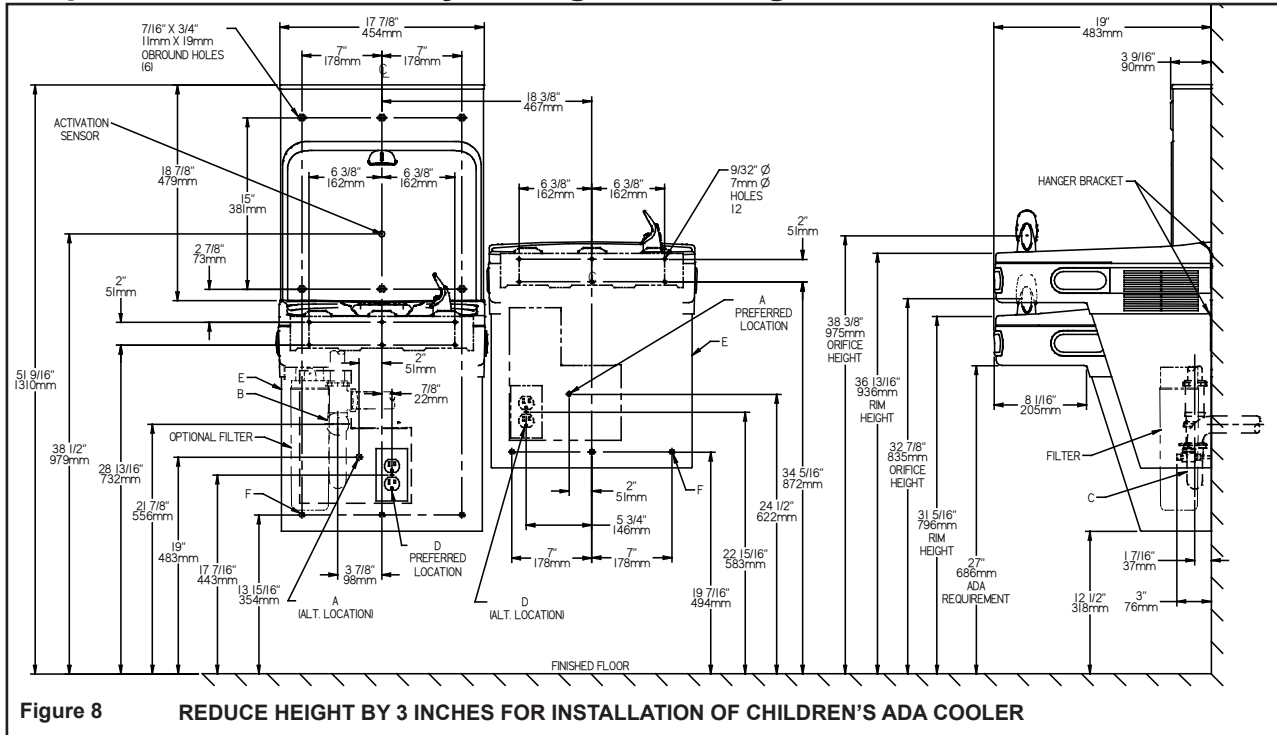 7/16" X 3/4"
11mm X 19mm
OBROUND HOLES
(6)
17 7/8"
454mm
7"
178mm
7"
178mm
18 3/8"
467mm
ACTIVATION
SENSOR
18 7/8"
479mm
15"
381mm
6 3/8"
162mm
6 3/8"
162mm
6 3/8"
162mm
6 3/8"
162mm
9/32" Ø
7mm Ø
HOLES
12
2"
51mm
2 7/8"
73mm
2"
51mm
A
PREFERRED
LOCATION
E
2"
51mm
7/8"
22mm
51 9/16"
1310mm
E
B
OPTIONAL FILTER
38 1/2"
979mm
28 13/16"
732mm
21 7/8"
556mm
F
19"
483mm
17 7/16"
443mm
13 15/16"
354mm
3 7/8"
98mm
A
(ALT. LOCATION)
D
PREFERRED
LOCATION
2"
51mm
5 3/4"
146mm
7"
178mm
7"
178mm
F
D
(ALT. LOCATION)
34 5/16"
872mm
24 1/2"
622mm
22 15/16"
583mm
19 7/16"
494mm
FINISHED FLOOR
19"
483mm
3 9/16"
90mm
HANGER BRACKET
38 3/8"
975mm
ORIFICE
HEIGHT
36 13/16"
936mm
RIM
HEIGHT
32 7/8"
835mm
ORIFICE
HEIGHT
31 5/16"
796mm
RIM
HEIGHT
27"
686mm
ADA
REQUIREMENT
8 1/16"
205mm
FILTER
C
12 1/2"
318mm
1 7/16"
37mm
3"
76mm
Figure 8 REDUCE HEIGHT BY 3 INCHES FOR INSTALLATION OF CHILDREN'S ADA COOLER